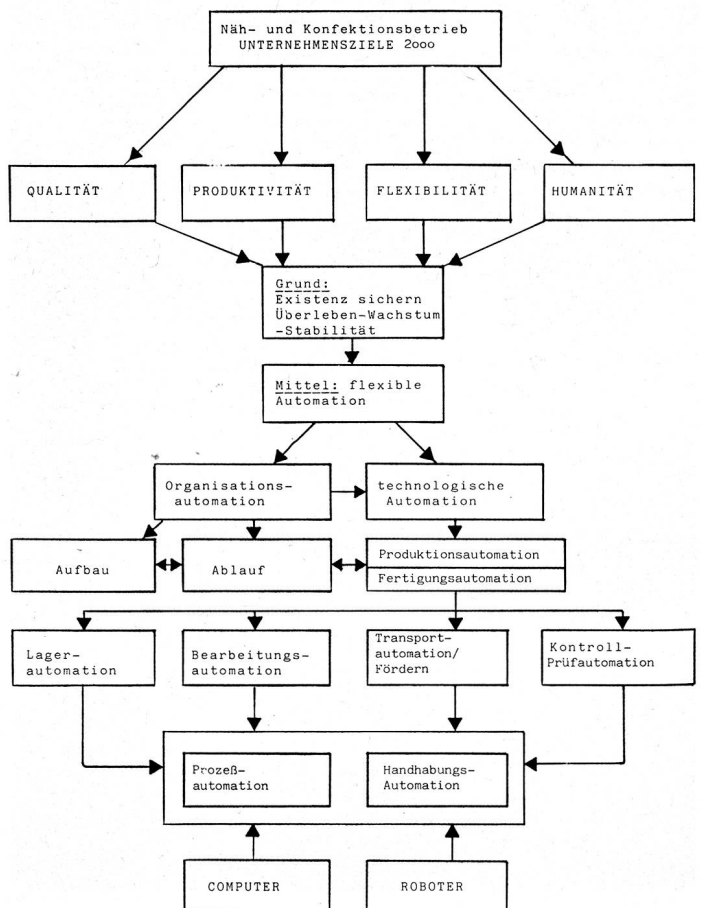 Näh- und Konfektionsbetrieb
UNTERNEHMENSZIELE 2ooo
QUALITÄT
PRODUKTIVITÄT
FLEXIBILITÄT
HUMANITÄT
Grund:
Existenz sichern
Überleben-Wachstum
-Stabilität
Mittel: flexible
Automation
Organisations-
automation
technologische
Automation
Aufbau
Ablauf
Produktionsautomation
Fertigungsautomation
Lager-
automation
Bearbeitungs-
automation
Transport-
automation/
Fördern
Kontroll-
Prüfautomation
Prozeß-
automation
Handhabungs-
Automation
COMPUTER
ROBOTER